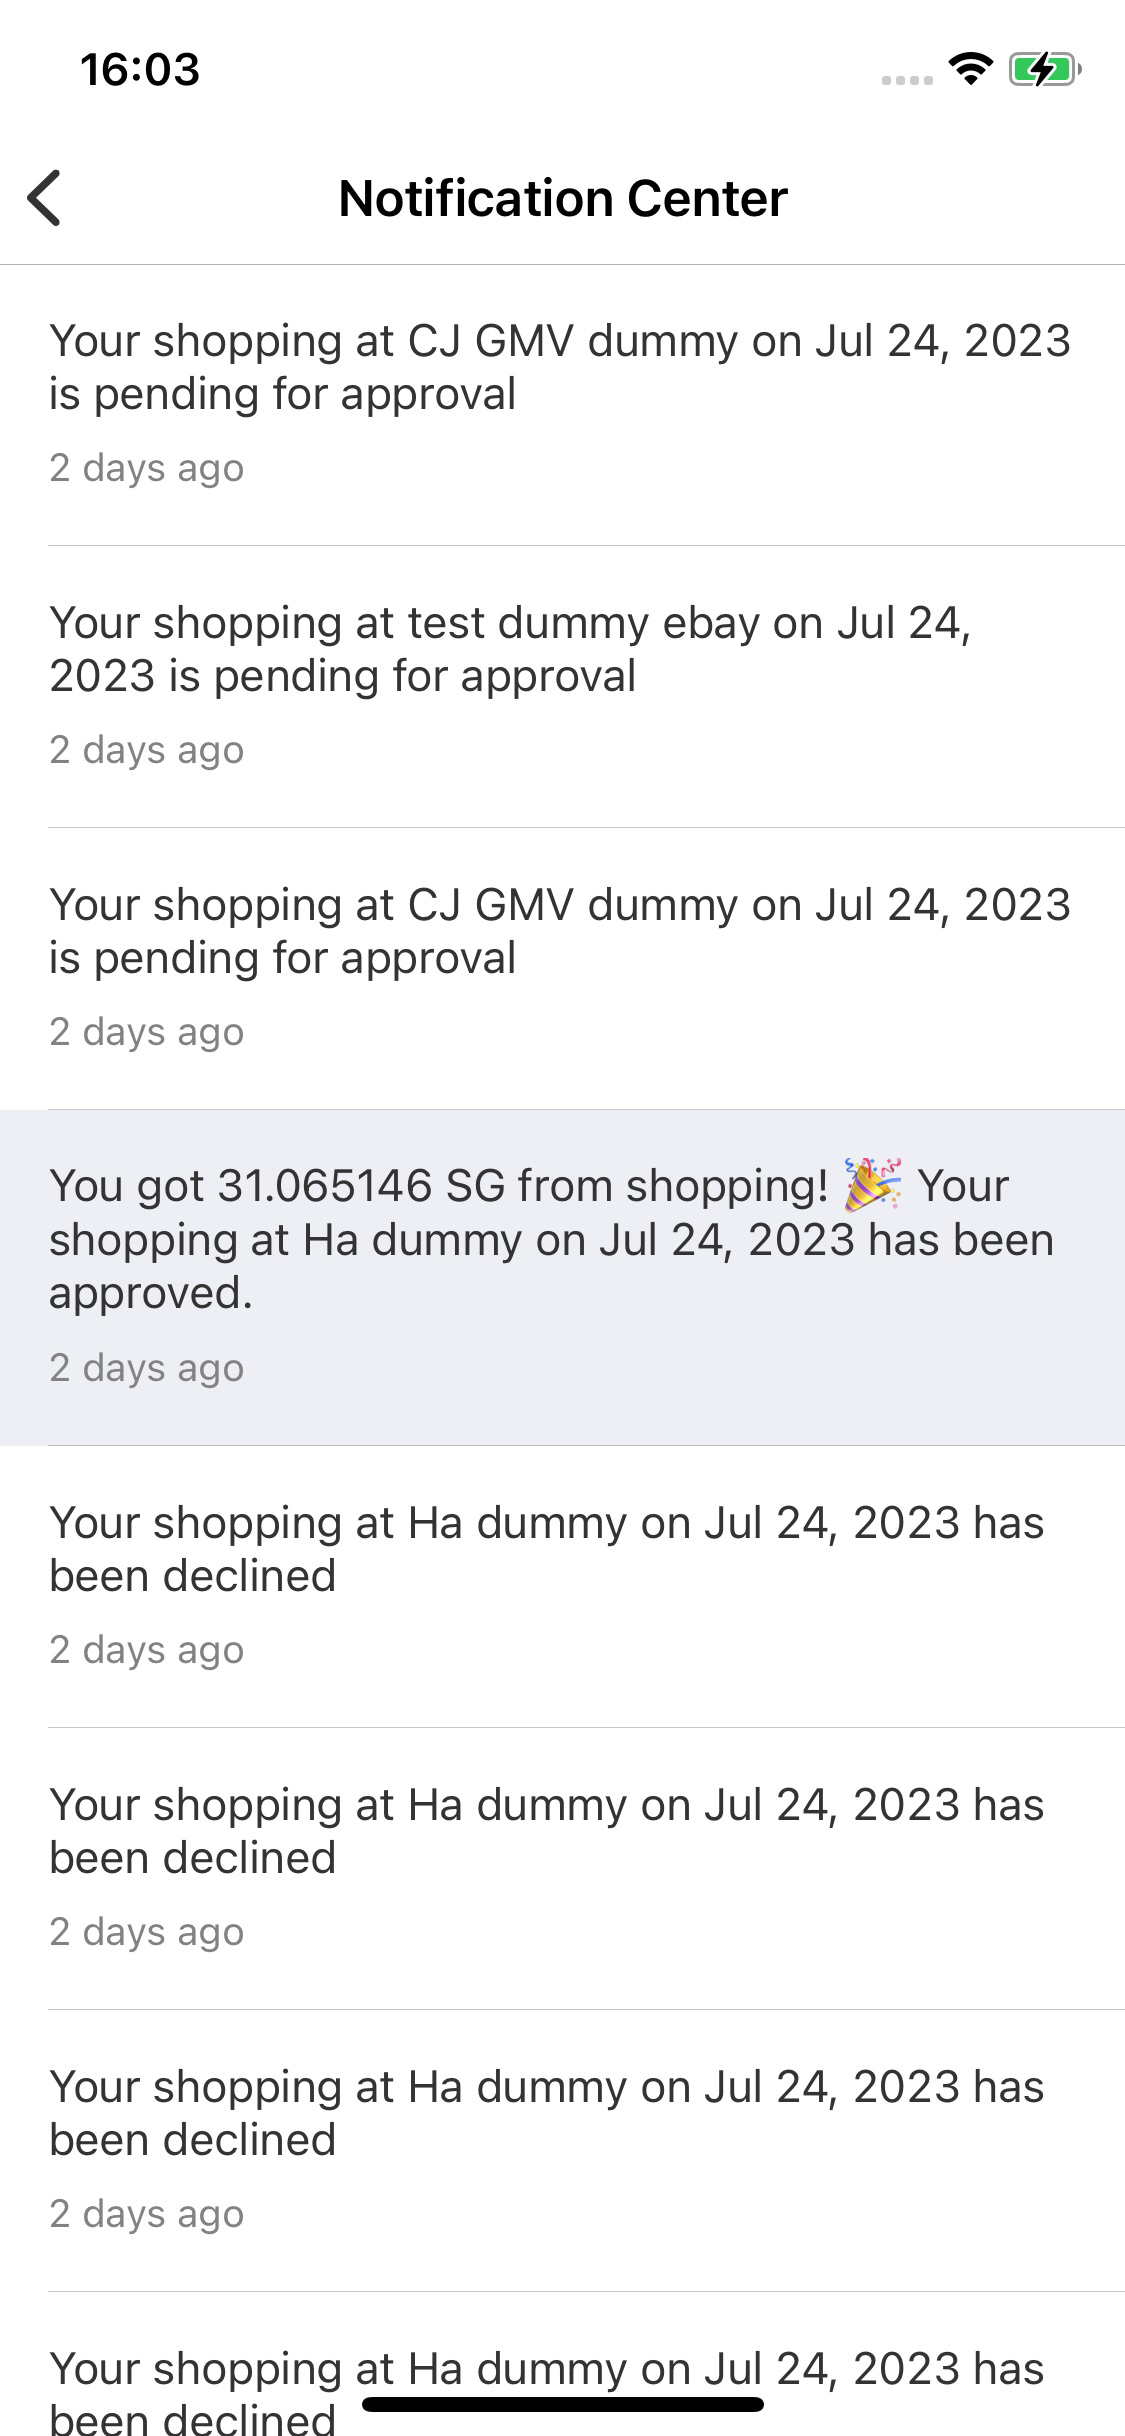 16:03
Notification Center
Your shopping at CJ GMV dummy on Jul 24, 2023
is pending for approval
2 days ago
Your shopping at test dummy ebay on Jul 24,
2023 is pending for approval
2 days ago
Your shopping at CJ GMV dummy on Jul 24, 2023
is pending for approval
2 days ago
You got 31.065146 SG from shopping! 🎉 Your
shopping at Ha dummy on Jul 24, 2023 has been
approved.
2 days ago
Your shopping at Ha dummy on Jul 24, 2023 has
been declined
2 days ago
Your shopping at Ha dummy on Jul 24, 2023 has
been declined
2 days ago
Your shopping at Ha dummy on Jul 24, 2023 has
been declined
2 days ago
Your shopping at Ha dummy on Jul 24, 2023 has
been declined